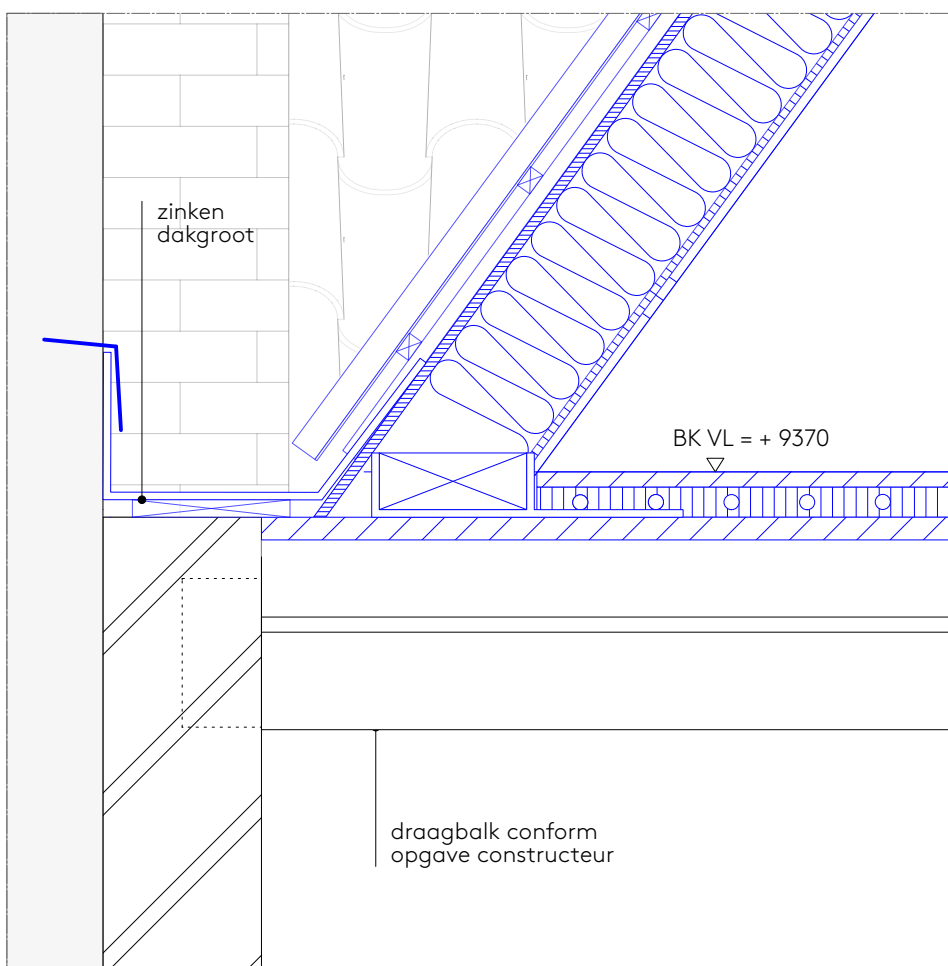 zinken
dakgroot
BK VL = + 9370
draagbalk conform
opgave constructeur